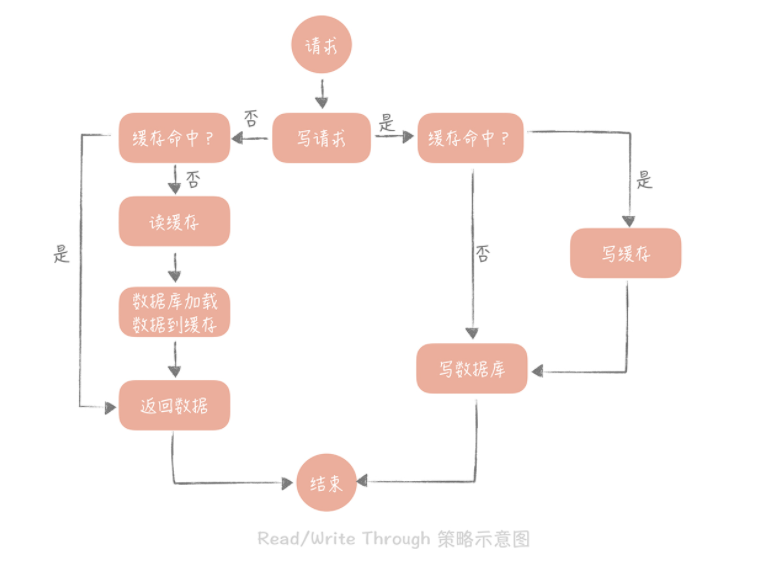 请求
否
是
缓存命中？
写请求
缓存命中？
否
是
读缓存
是
否
写缓存
数据库加载
数据到缓存
写数据库
返回数据
结束
Read/Write Through 策略示意图